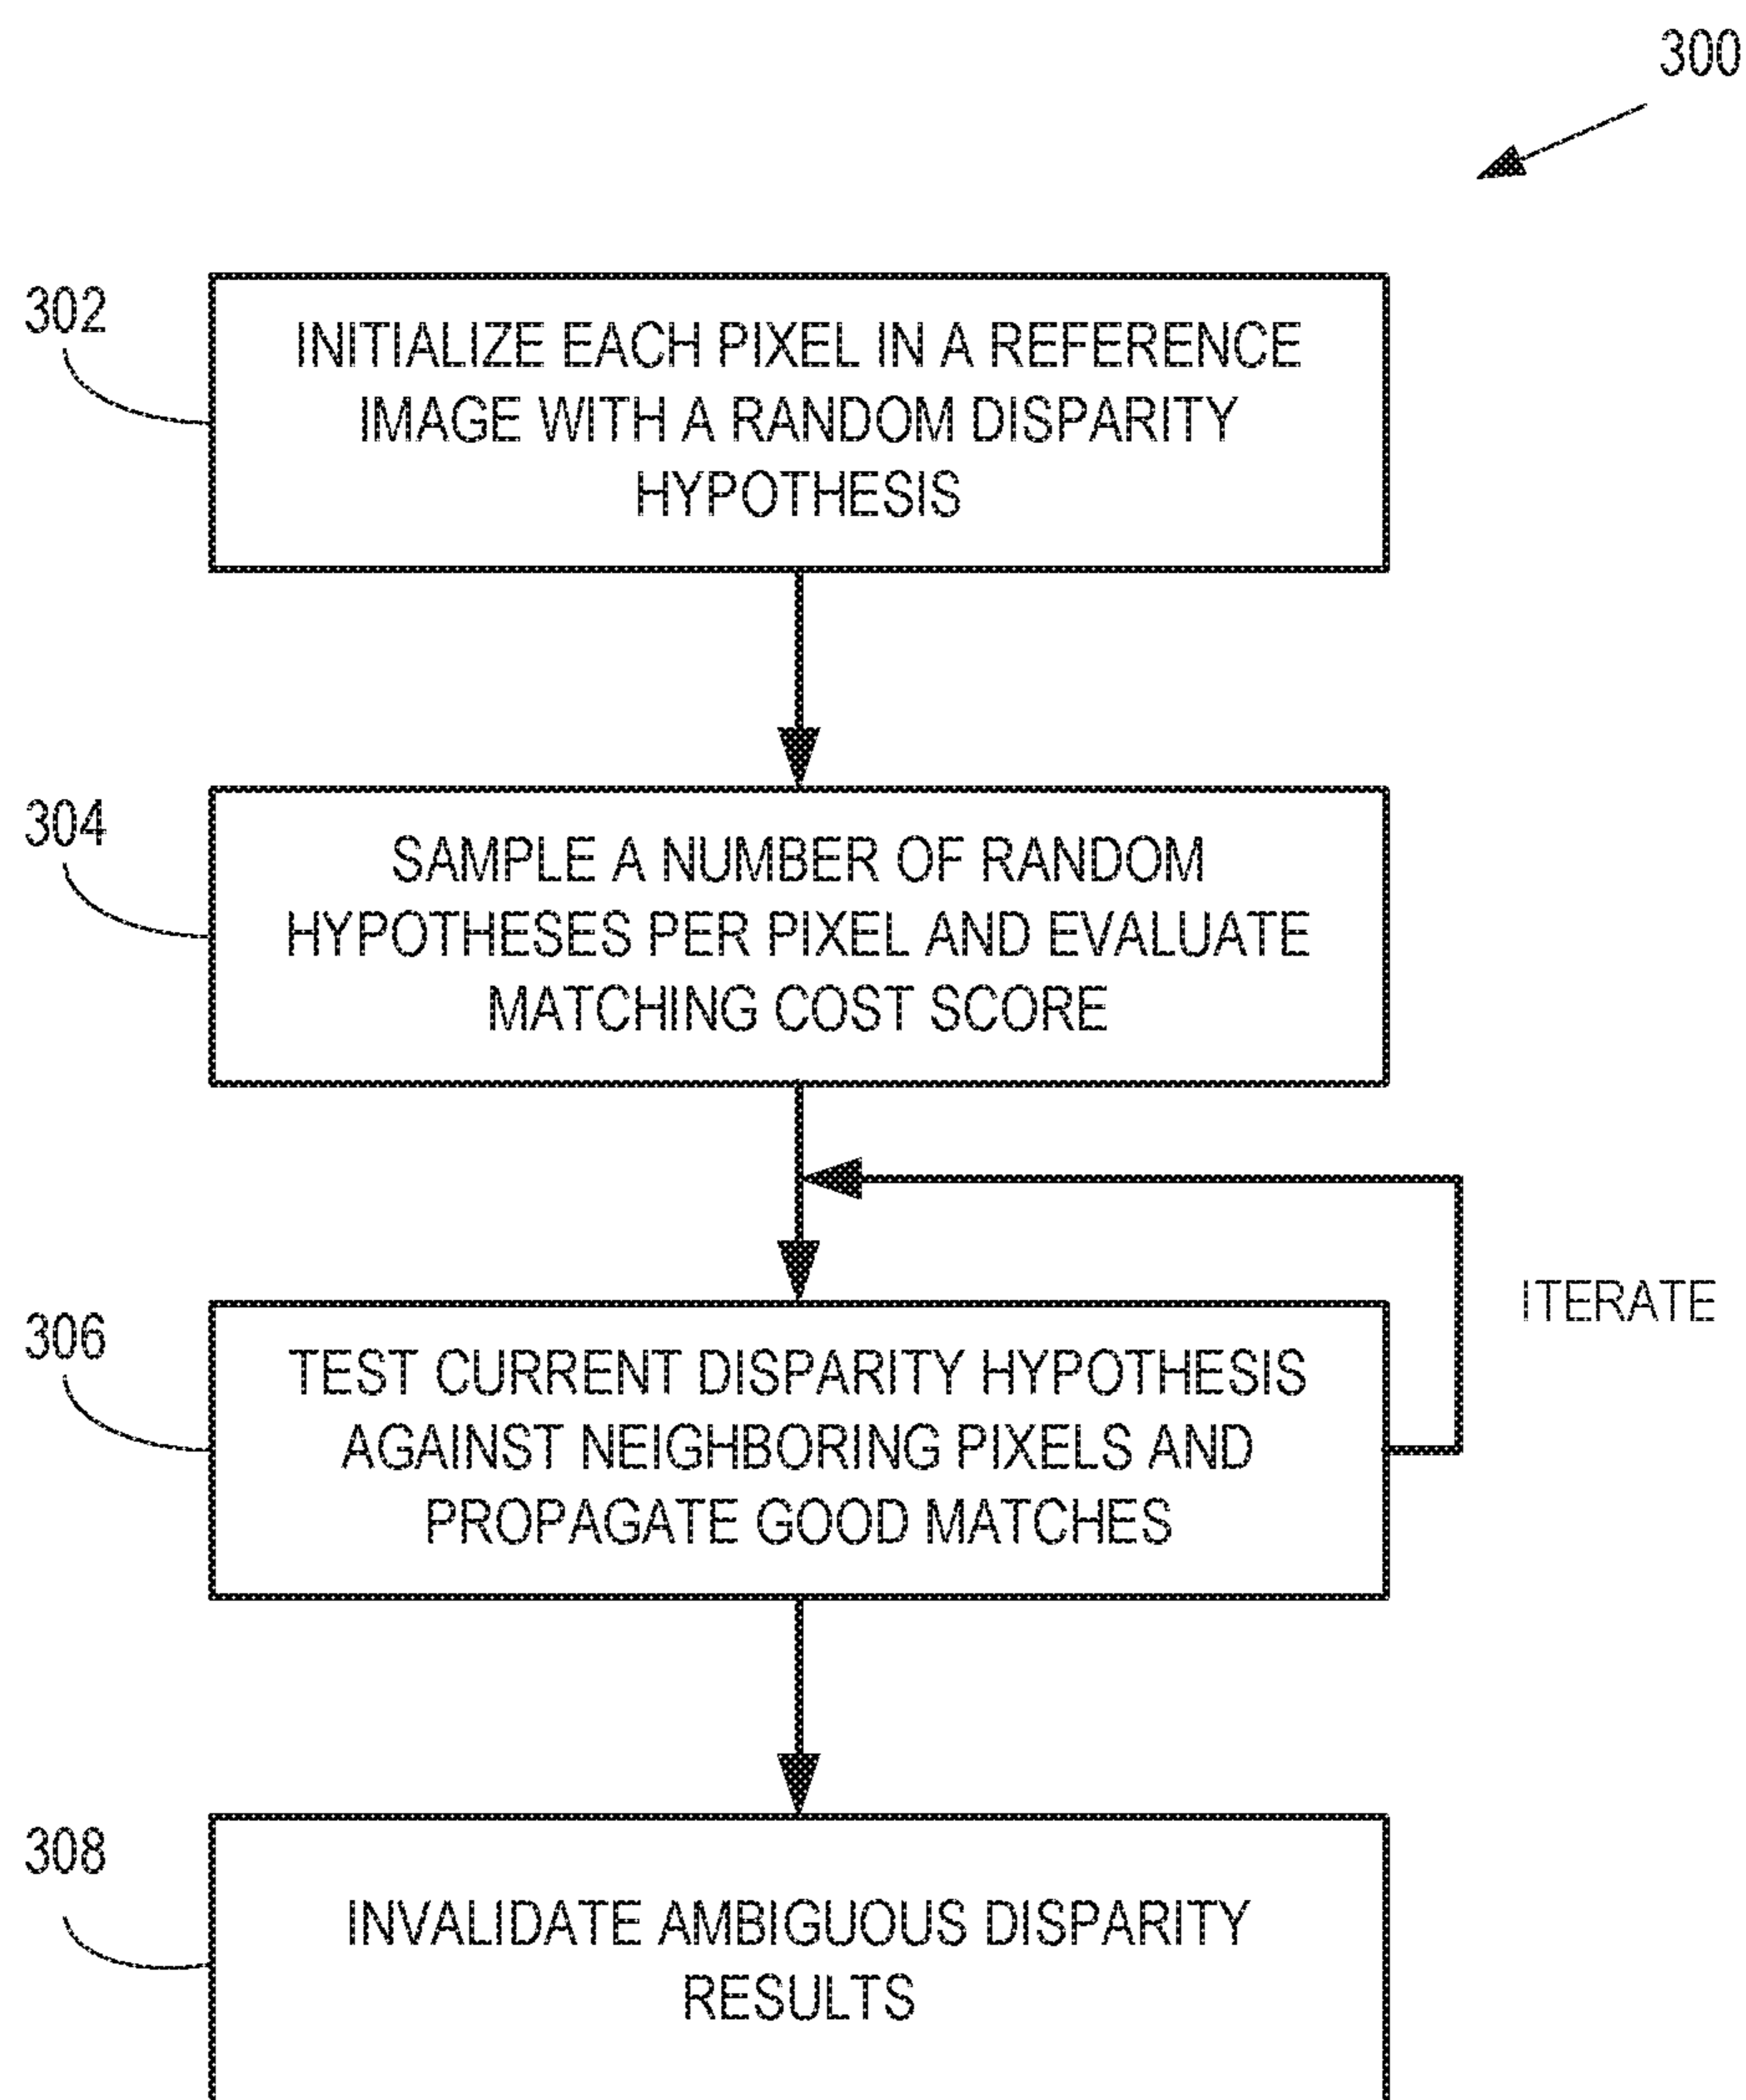 300
302
INITIALIZE EACH PIXEL IN A REFERENCE
IMAGE WITH A RANDOM DISPARITY
HYPOTHESIS
304
SAMPLE A NUMBER OF RANDOM
HYPOTHESES PER PIXEL AND EVALUATE
MATCHING COST SCORE
306
TEST CURRENT DISPARITY HYPOTHESIS
AGAINST NEIGHBORING PIXELS AND
PROPAGATE GOOD MATCHES
ITERATE
308
INVALIDATE AMBIGUOUS DISPARITY
RESULTS